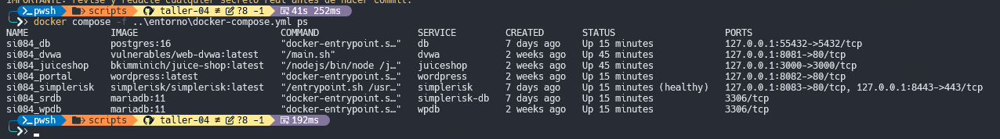 IMPORTANTE: revise y redacte cualquier secreto real antes de hacer commit.
pwsh scripts taller-04 ≢ ?8 -1 41s 252ms
docker compose -f ..\entorno\docker-compose.yml ps
NAME IMAGE COMMAND SERVICE CREATED STATUS PORTS
si084_db postgres:16 "docker-entrypoint.s…" db 7 days ago Up 15 minutes 127.0.0.1:55432->5432/tcp
si084_dvwa vulnerables/web-dvwa:latest "/main.sh" dvwa 2 weeks ago Up 45 minutes 127.0.0.1:8081->80/tcp
si084_juiceshop bkimminich/juice-shop:latest "/nodejs/bin/node /j…" juiceshop 2 weeks ago Up 45 minutes 127.0.0.1:3000->3000/tcp
si084_portal wordpress:latest "docker-entrypoint.s…" wordpress 2 weeks ago Up 15 minutes 127.0.0.1:8082->80/tcp
si084_simplerisk simplerisk/simplerisk:latest "/entrypoint.sh /usr…" simplerisk 7 days ago Up 15 minutes (healthy) 127.0.0.1:8083->80/tcp, 127.0.0.1:8443->443/tcp
si084_srdb mariadb:11 "docker-entrypoint.s…" simplerisk-db 7 days ago Up 15 minutes 3306/tcp
si084_wpdb mariadb:11 "docker-entrypoint.s…" wpdb 2 weeks ago Up 15 minutes 3306/tcp
pwsh scripts taller-04 ≢ ?8 -1 192ms